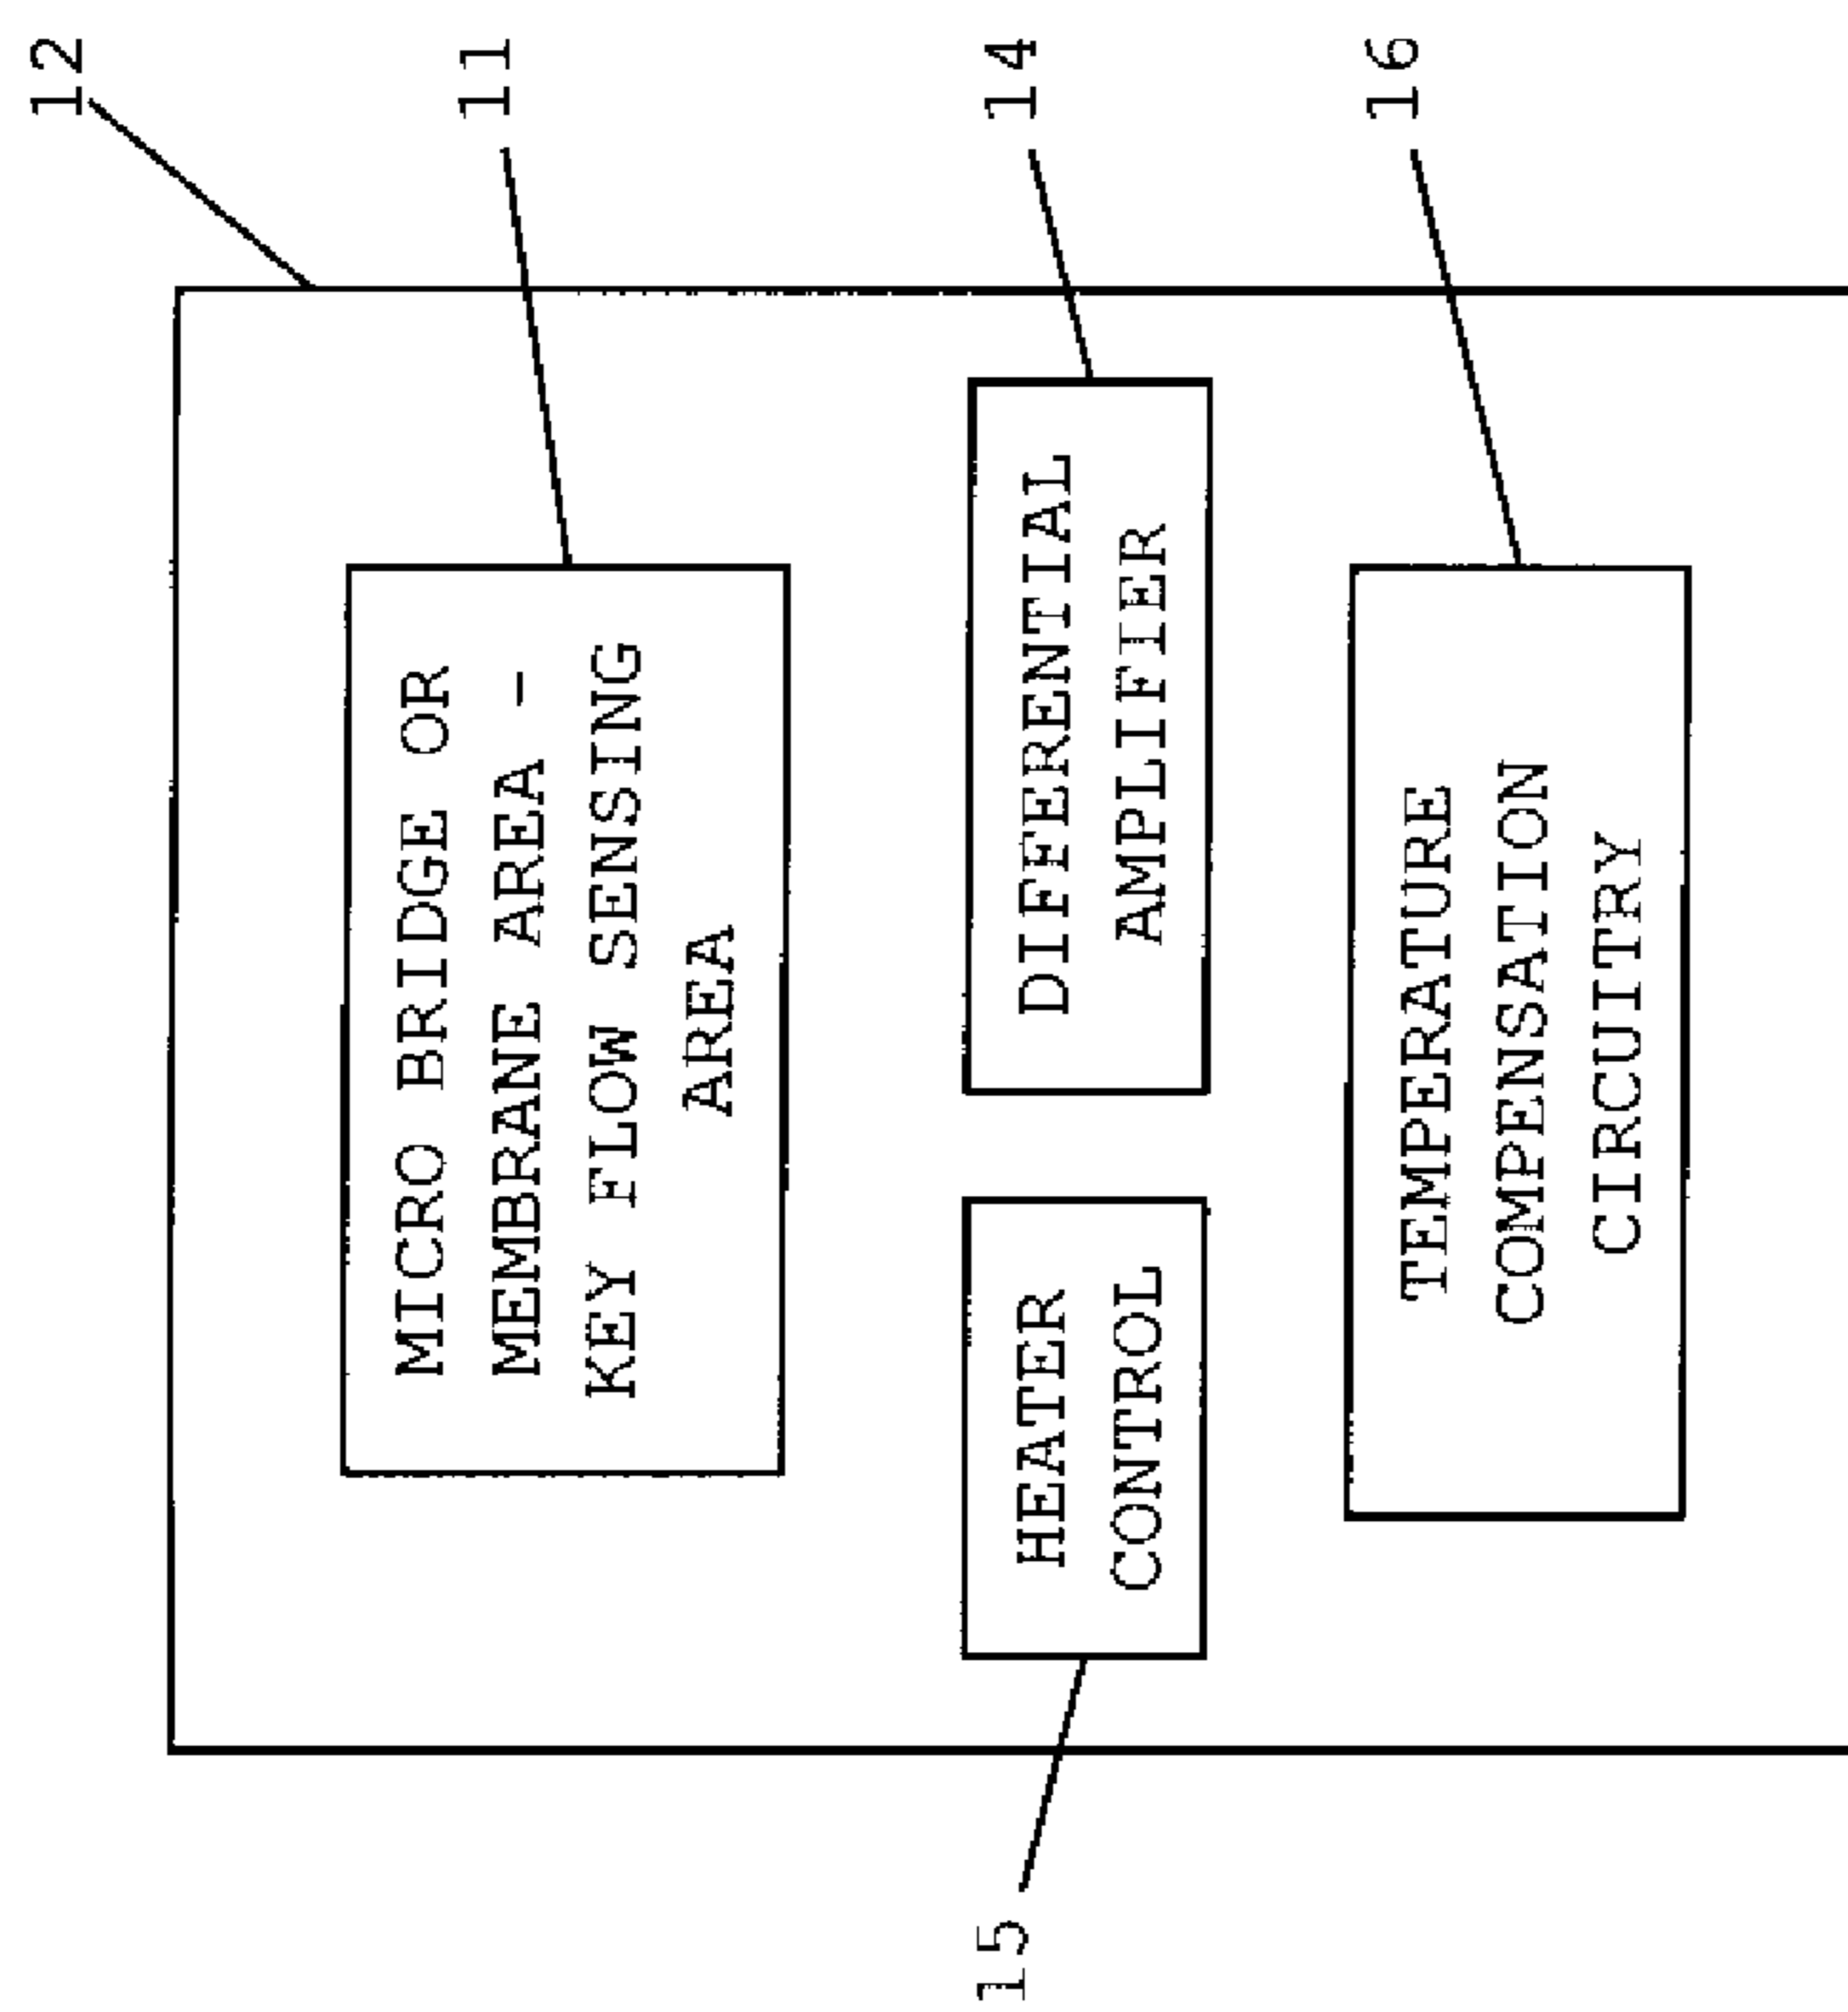 12
11
MICRO BRIDGE OR
MEMBRANE AREA -
KEY FLOW SENSING
AREA
14
15
HEATER
CONTROL
DIFFERENTIAL
AMPLIFIER
16
TEMPERATURE
COMPENSATION
CIRCUITRY